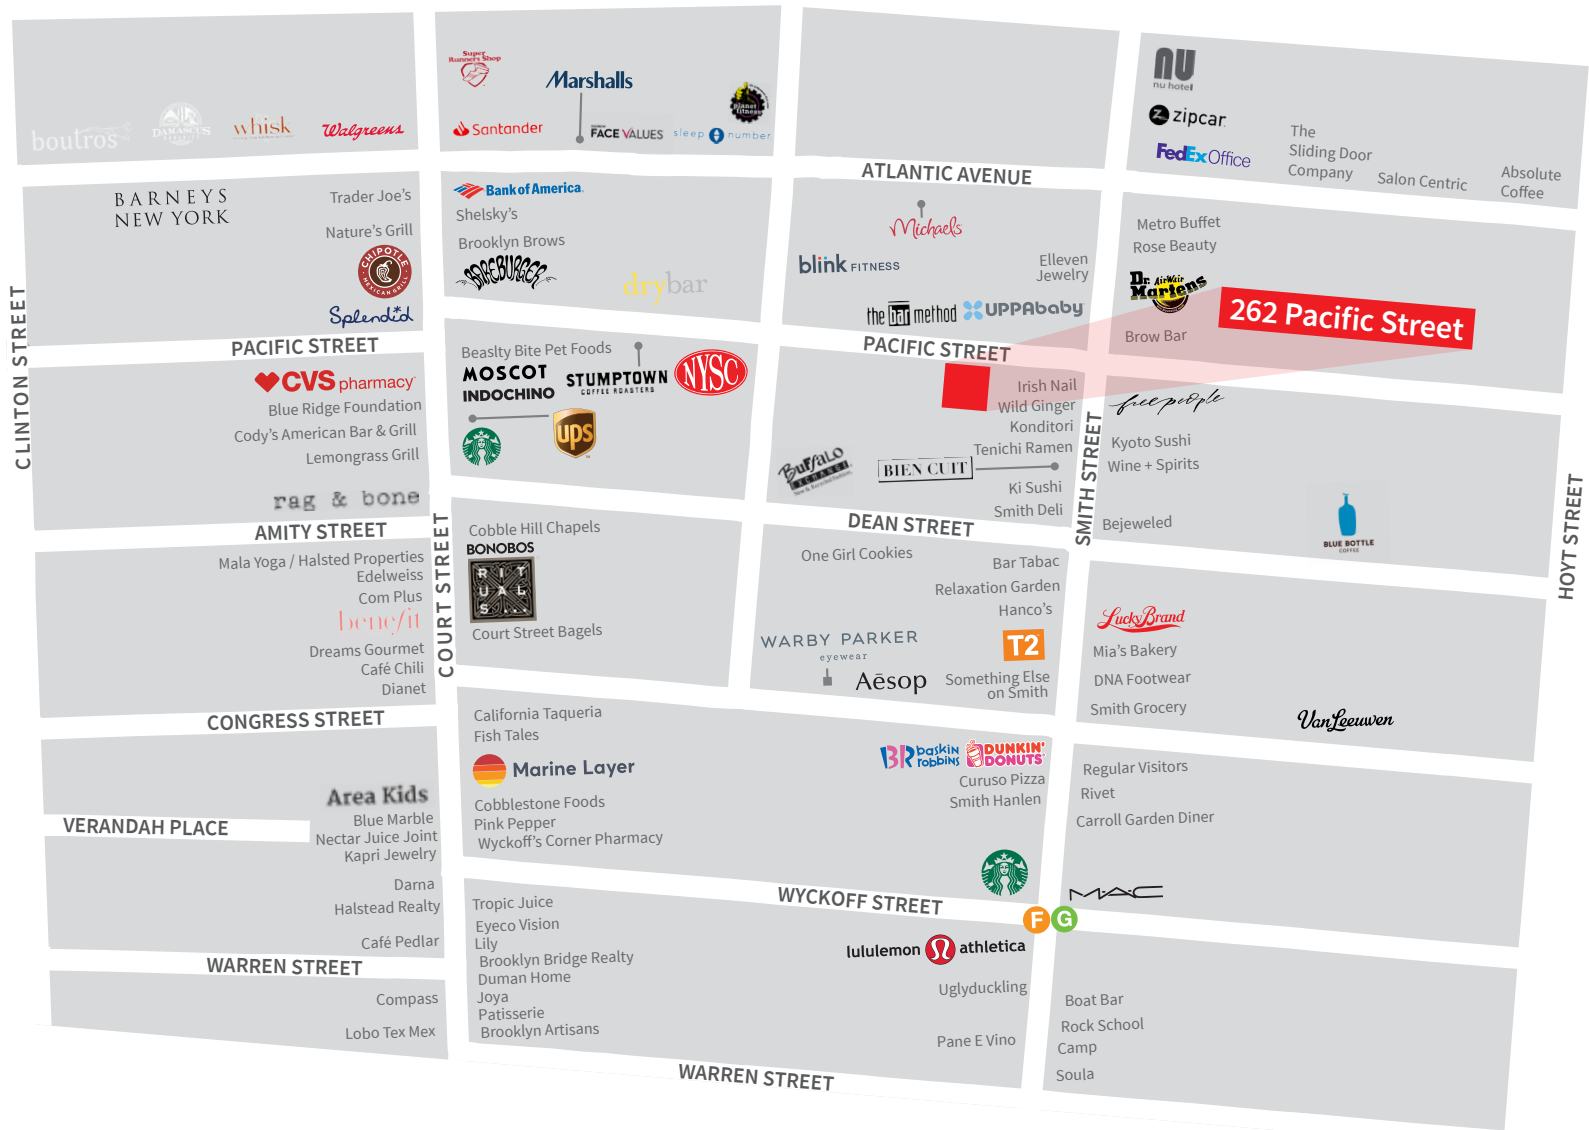 boutros
DAMASCUS
whisk
Walgreens
Super
Runners Shop
Marshalls
Santander
FACE VALUES
planet
fitness
sleep number
nu
nu hotel
zipcar
FedEx Office
The
Sliding Door
Company
Salon Centric
Absolute
Coffee
ATLANTIC AVENUE
BARNEYS
NEW YORK
Trader Joe's
Nature's Grill
CHIPOTLE
MEXICAN GRILL
Splendid
Bank of America
Shelsky's
Brooklyn Brows
BAREBURGER
drybar
Michaels
blink FITNESS
Elleven
Jewelry
the bar method
UPPAbaby
Metro Buffet
Rose Beauty
Dr. AirWair
Martens
Brow Bar
262 Pacific Street
CLINTON STREET
PACIFIC STREET
PACIFIC STREET
CVS pharmacy
Blue Ridge Foundation
Cody's American Bar & Grill
Lemongrass Grill
rag & bone
Beaslty Bite Pet Foods
MOSCOT
INDOCHINO
STUMPTOWN
COFFEE ROASTERS
NYSC
ups
Irish Nail
Wild Ginger
Konditori
Tenichi Ramen
BUFFALO
EXCHANGE
New & Recycled Fashion
BIEN CUIT
Ki Sushi
Smith Deli
SMITH STREET
free people
Kyoto Sushi
Wine + Spirits
Bejeweled
BLUE BOTTLE
COFFEE
HOYT STREET
AMITY STREET
DEAN STREET
COURT STREET
Mala Yoga / Halsted Properties
Edelweiss
Com Plus
benefit
Dreams Gourmet
Café Chili
Dianet
Cobble Hill Chapels
BONOBOS
RIT
UAL
S...
Court Street Bagels
One Girl Cookies
Bar Tabac
Relaxation Garden
Hanco's
WARBY PARKER
eyewear
T2
Aēsop
Something Else
on Smith
Lucky Brand
Mia's Bakery
DNA Footwear
Smith Grocery
Van Leeuwen
CONGRESS STREET
California Taqueria
Fish Tales
Marine Layer
Cobblestone Foods
Pink Pepper
Wyckoff's Corner Pharmacy
BR baskin
robbins
DUNKIN'
DONUTS
Curuso Pizza
Smith Hanlen
Regular Visitors
Rivet
Carroll Garden Diner
MAC
Area Kids
VERANDAH PLACE
Blue Marble
Nectar Juice Joint
Kapri Jewelry
Darna
Halstead Realty
Café Pedlar
WYCKOFF STREET
F G
Tropic Juice
Eyeco Vision
Lily
Brooklyn Bridge Realty
Duman Home
Joya
Patisserie
Brooklyn Artisans
lululemon athletica
Uglyduckling
Pane E Vino
WARREN STREET
Compass
Lobo Tex Mex
Boat Bar
Rock School
Camp
Soula
WARREN STREET